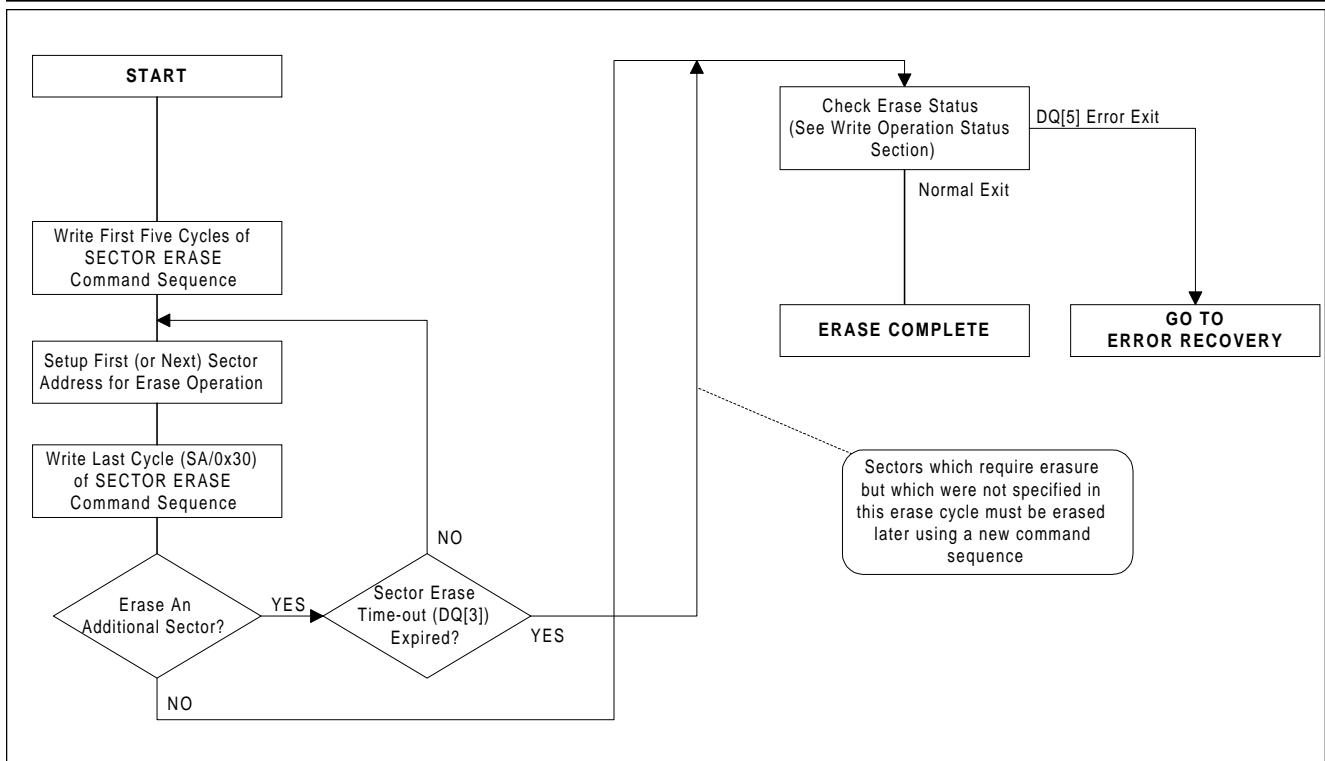 START
Write First Five Cycles of
SECTOR ERASE
Command Sequence
Setup First (or Next) Sector
Address for Erase Operation
Write Last Cycle (SA/0x30)
of SECTOR ERASE
Command Sequence
Erase An
Additional Sector?
YES
NO
Sector Erase
Time-out (DQ[3])
Expired?
NO
YES
Check Erase Status
(See Write Operation Status
Section)
DQ[5] Error Exit
Normal Exit
ERASE COMPLETE
GO TO
ERROR RECOVERY
Sectors which require erasure
but which were not specified in
this erase cycle must be erased
later using a new command
sequence